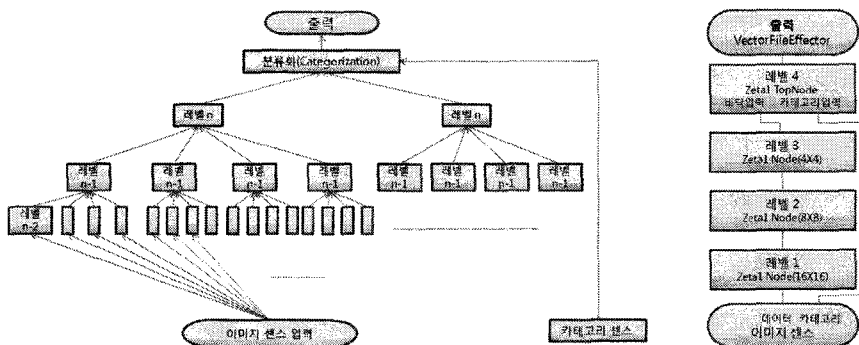 출력
분류화(Categorization)
레벨 n
레벨 n
레벨 n-1
레벨 n-1
레벨 n-1
레벨 n-1
레벨 n-1
레벨 n-1
레벨 n-1
레벨 n-1
레벨 n-2
이미지 센스 입력
카테고리 센스
출력
VectorFileEffector
레벨 4
Zeta1 TopNode
바닥입력 카테고리입력
레벨 3
Zeta1 Node(4X4)
레벨 2
Zeta1 Node(8X8)
레벨 1
Zeta1 Node(16X16)
데이터 카테고리
이미지 센스